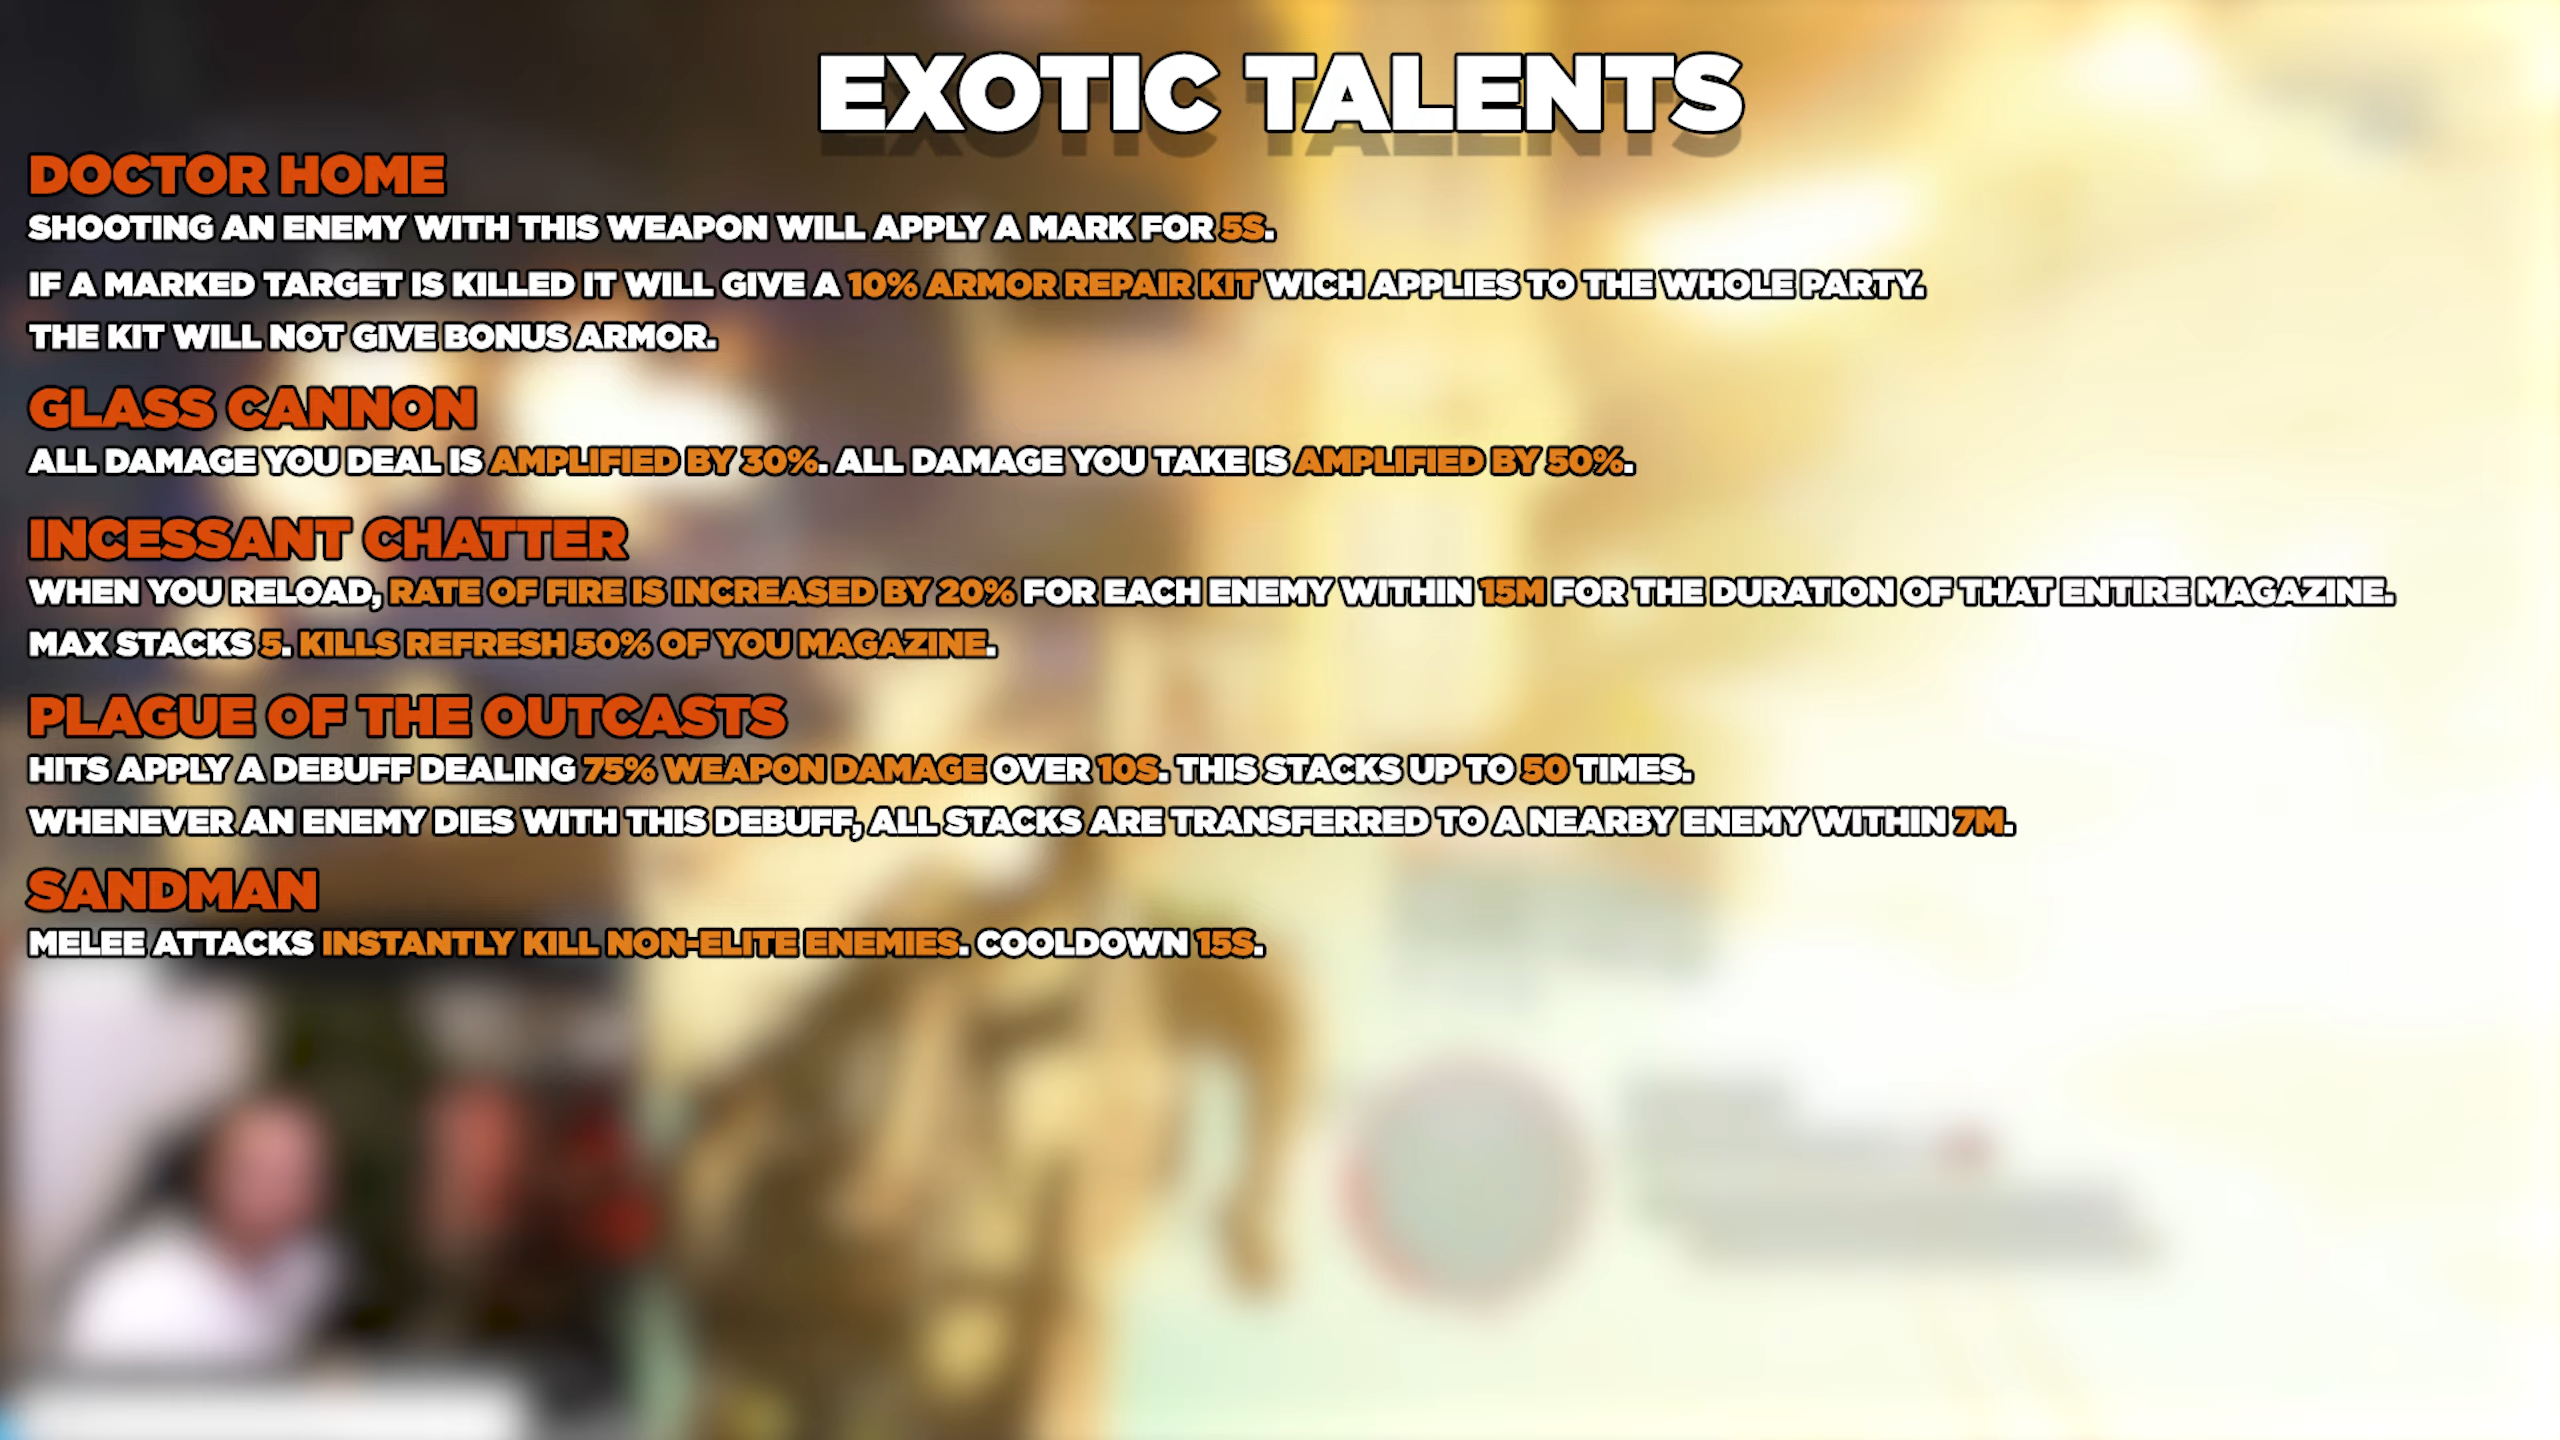 EXOTIC TALENTS
DOCTOR HOME
SHOOTING AN ENEMY WITH THIS WEAPON WILL APPLY A MARK FOR 5S.
IF A MARKED TARGET IS KILLED IT WILL GIVE A 10% ARMOR REPAIR KIT WICH APPLIES TO THE WHOLE PARTY.
THE KIT WILL NOT GIVE BONUS ARMOR.
GLASS CANNON
ALL DAMAGE YOU DEAL IS AMPLIFIED BY 30%. ALL DAMAGE YOU TAKE IS AMPLIFIED BY 50%.
INCESSANT CHATTER
WHEN YOU RELOAD, RATE OF FIRE IS INCREASED BY 20% FOR EACH ENEMY WITHIN 15M FOR THE DURATION OF THAT ENTIRE MAGAZINE.
MAX STACKS 5. KILLS REFRESH 50% OF YOU MAGAZINE.
PLAGUE OF THE OUTCASTS
HITS APPLY A DEBUFF DEALING 75% WEAPON DAMAGE OVER 10S. THIS STACKS UP TO 50 TIMES.
WHENEVER AN ENEMY DIES WITH THIS DEBUFF, ALL STACKS ARE TRANSFERRED TO A NEARBY ENEMY WITHIN 7M.
SANDMAN
MELEE ATTACKS INSTANTLY KILL NON-ELITE ENEMIES. COOLDOWN 15S.